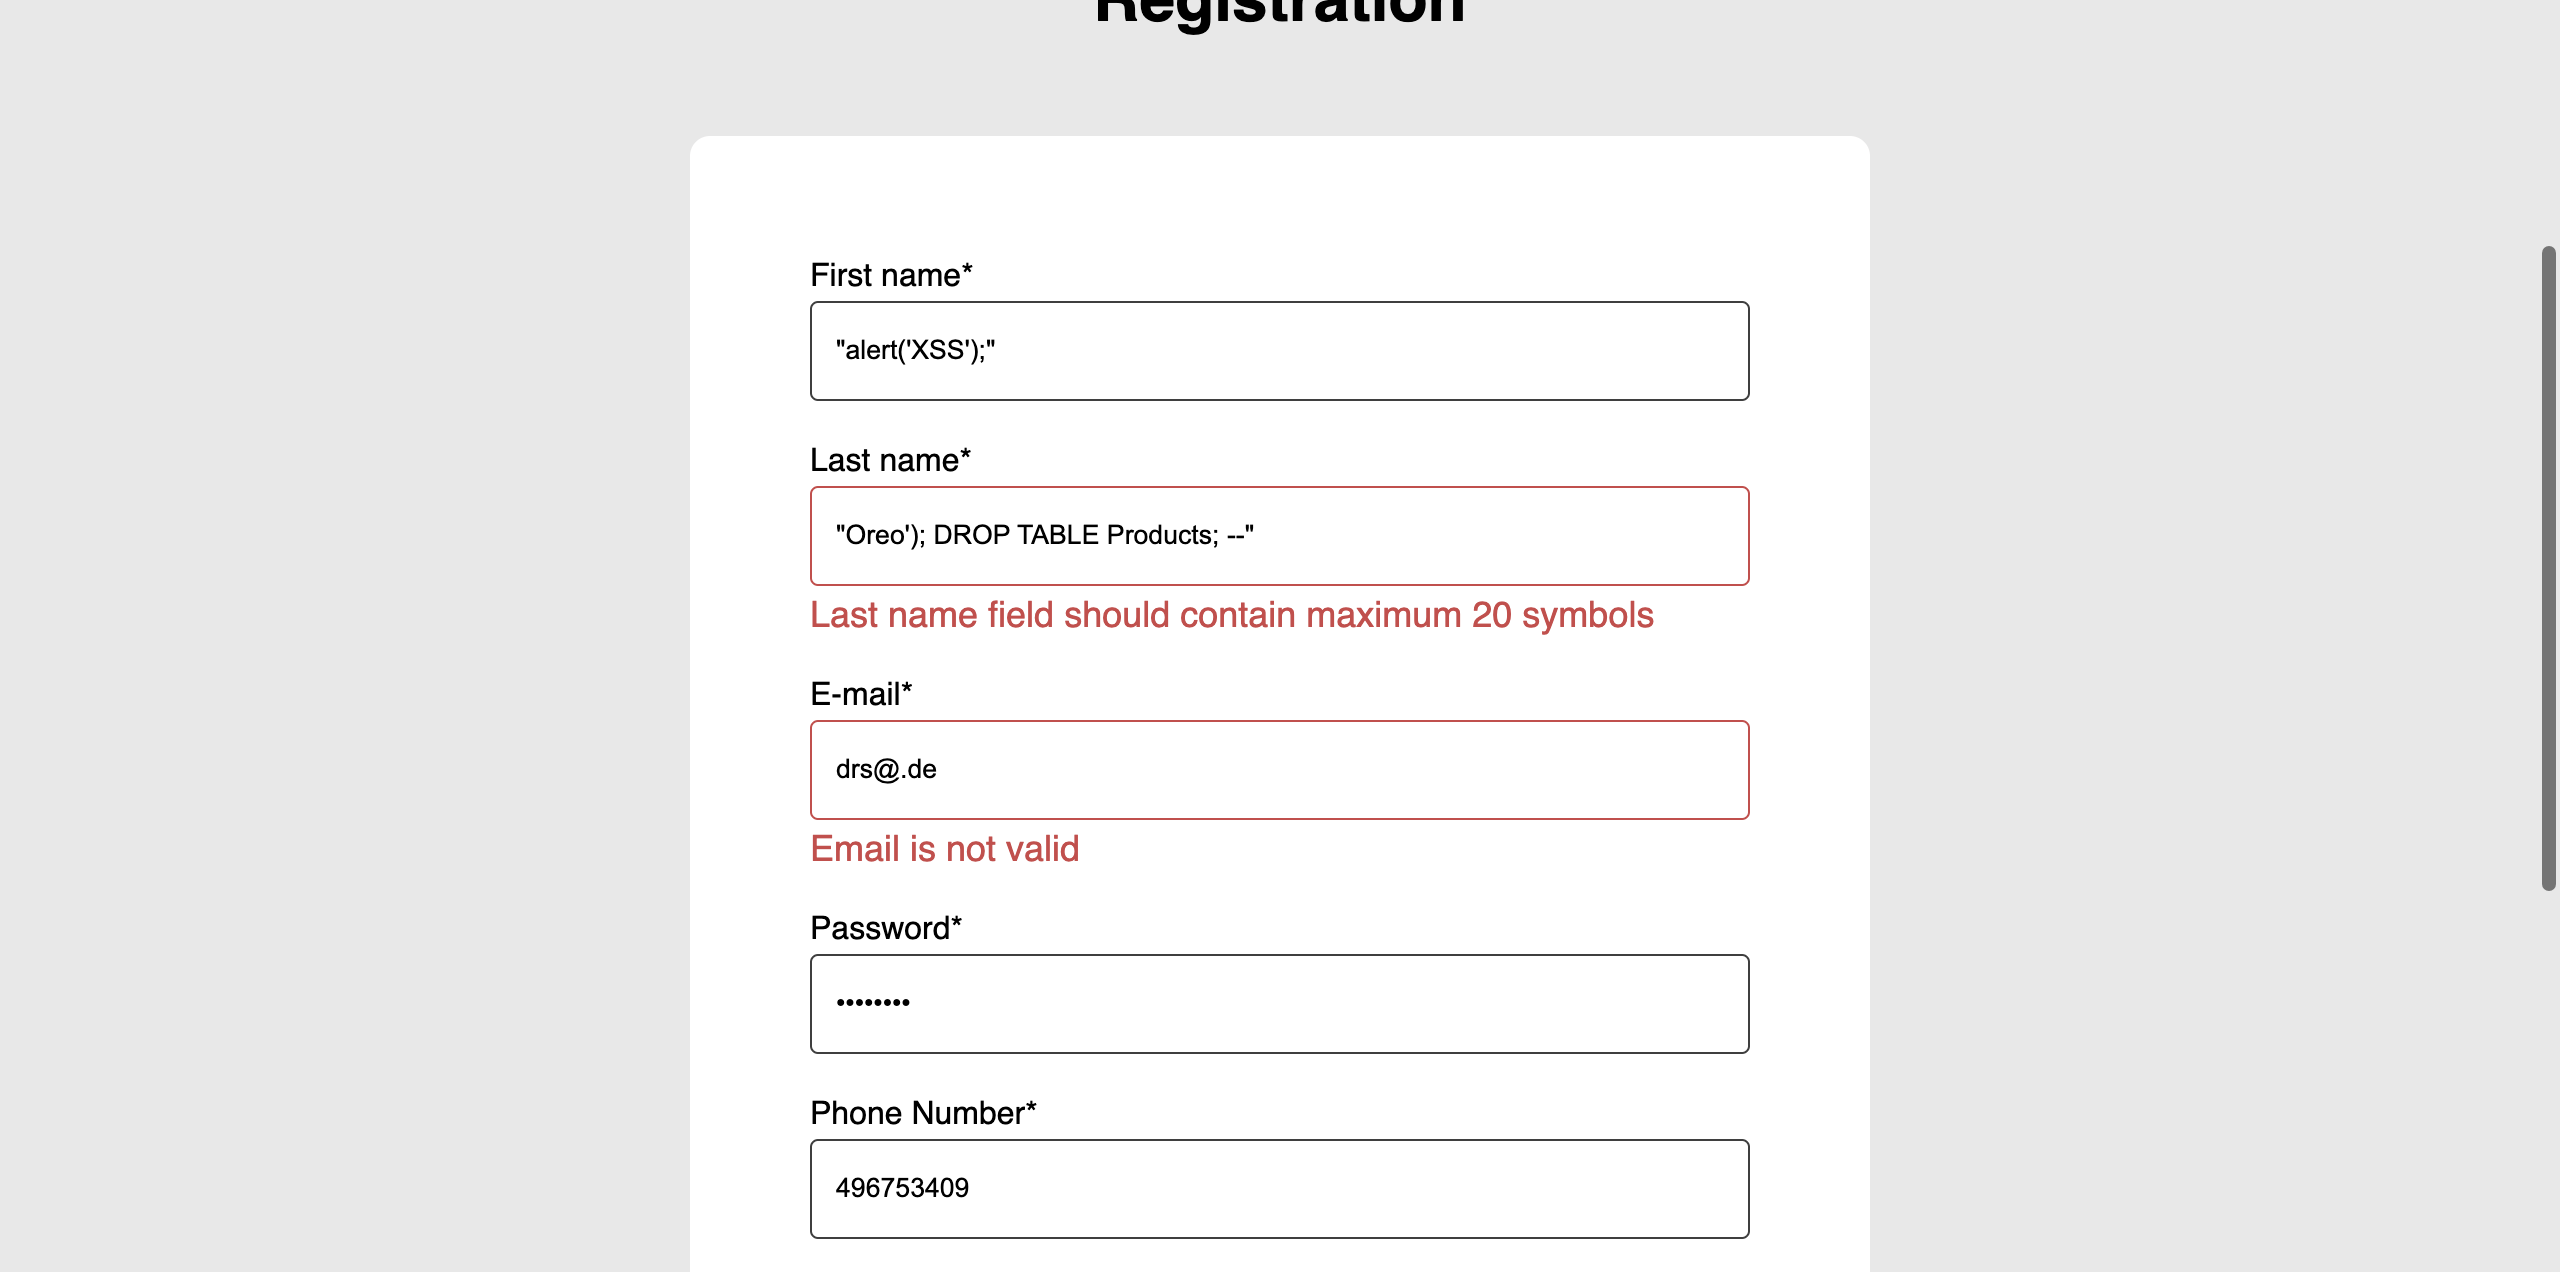 Registration
First name*
"alert('XSS');"
Last name*
"Oreo'); DROP TABLE Products; --"
Last name field should contain maximum 20 symbols
E-mail*
drs@.de
Email is not valid
Password*
••••••••
Phone Number*
496753409